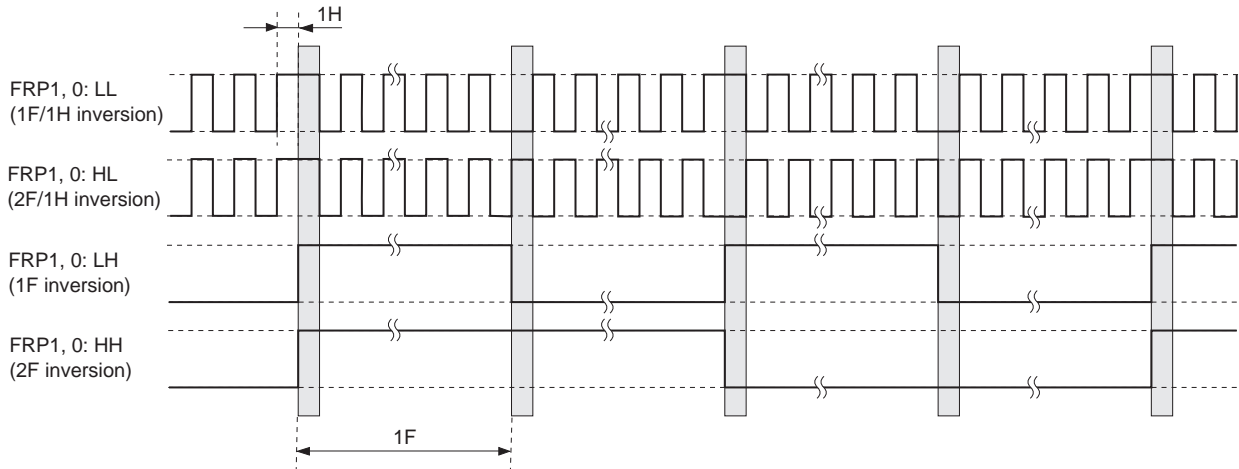 1H
FRP1, 0: LL
(1F/1H inversion)
FRP1, 0: HL
(2F/1H inversion)
FRP1, 0: LH
(1F inversion)
FRP1, 0: HH
(2F inversion)
1F